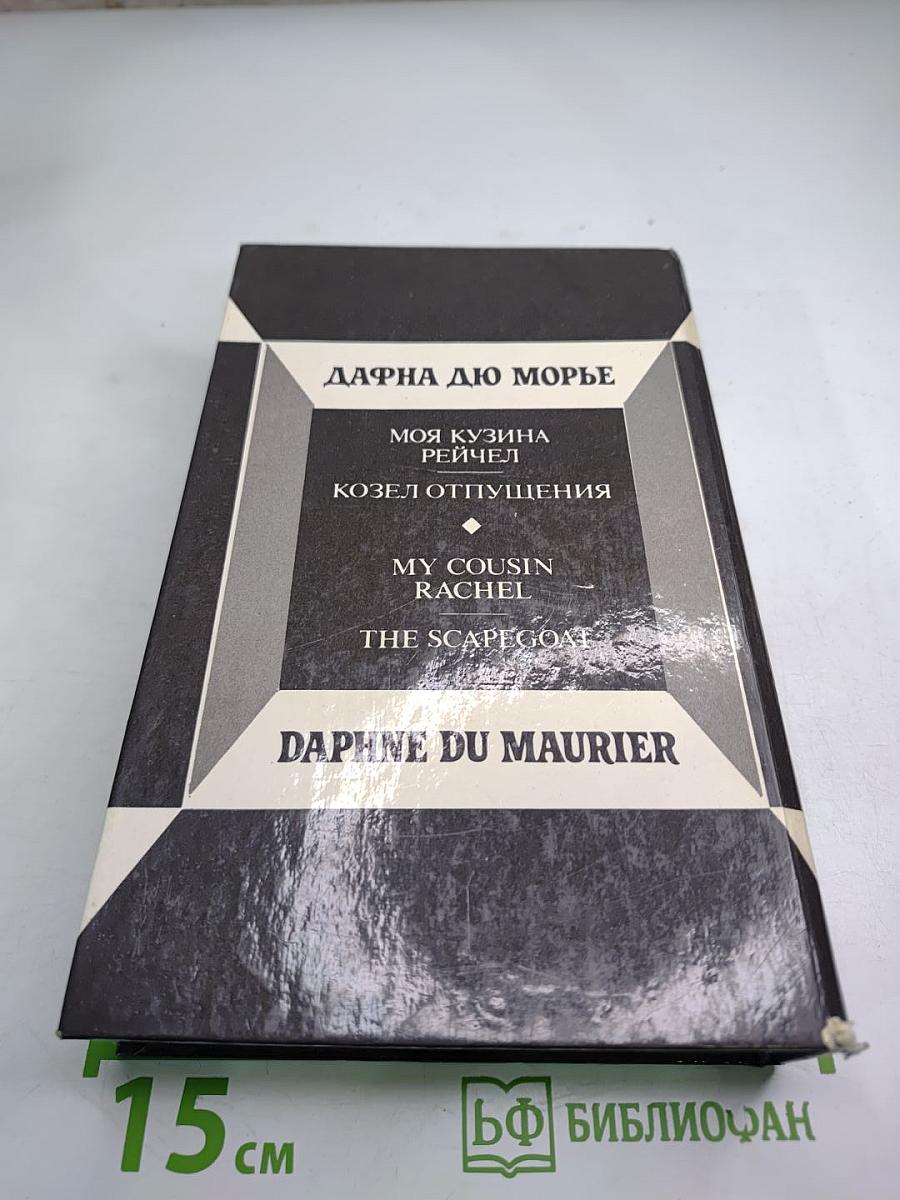 ДАФНА ДЮ МОРЬЕ
МОЯ КУЗИНА
РЕЙЧЕЛ
КОЗЕЛ ОТПУЩЕНИЯ
MY COUSIN
RACHEL
THE SCAPEGOAT
DAPHNE DU MAURIER
15 см
БФ БИБЛИОФАН